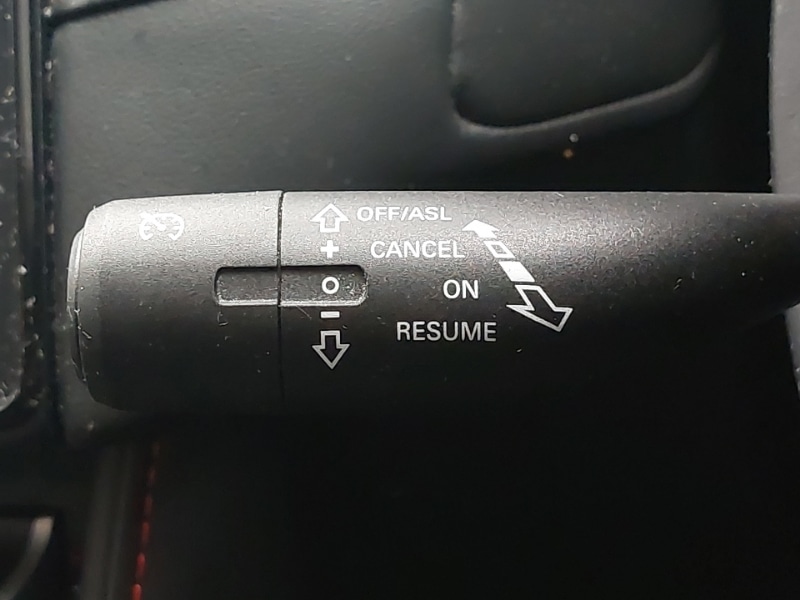 OFF/ASL
+ CANCEL
O ON
-
RESUME